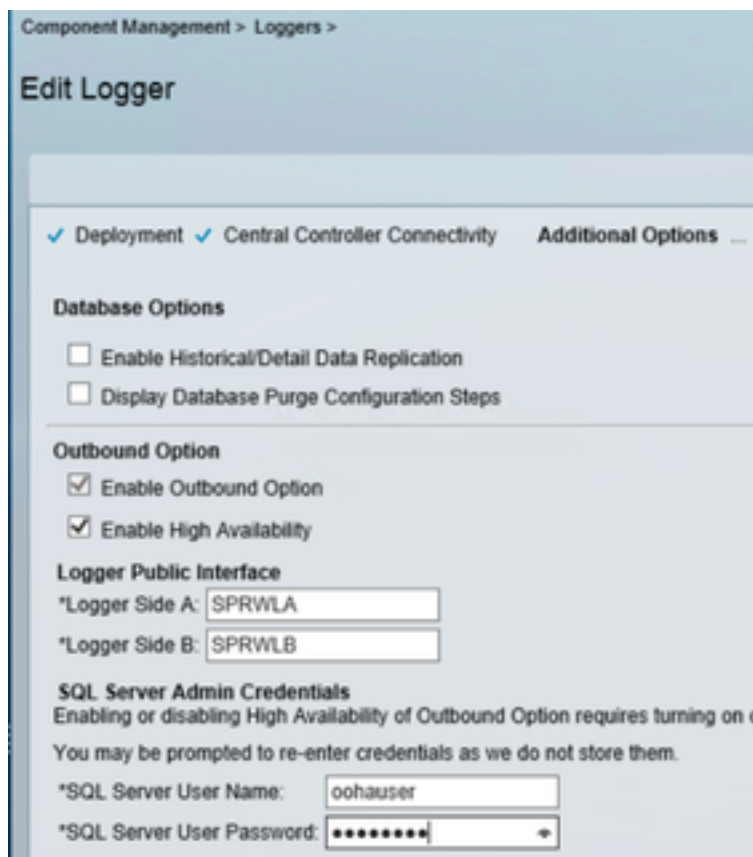 Component Management > Loggers >
Edit Logger
Deployment Central Controller Connectivity Additional Options ...
Database Options
Enable Historical/Detail Data Replication
Display Database Purge Configuration Steps
Outbound Option
Enable Outbound Option
Enable High Availability
Logger Public Interface
*Logger Side A: SPRWLA
*Logger Side B: SPRWLB
SQL Server Admin Credentials
Enabling or disabling High Availability of Outbound Option requires turning on
You may be prompted to re-enter credentials as we do not store them.
*SQL Server User Name: oohauser
*SQL Server User Password: ●●●●●●●●●